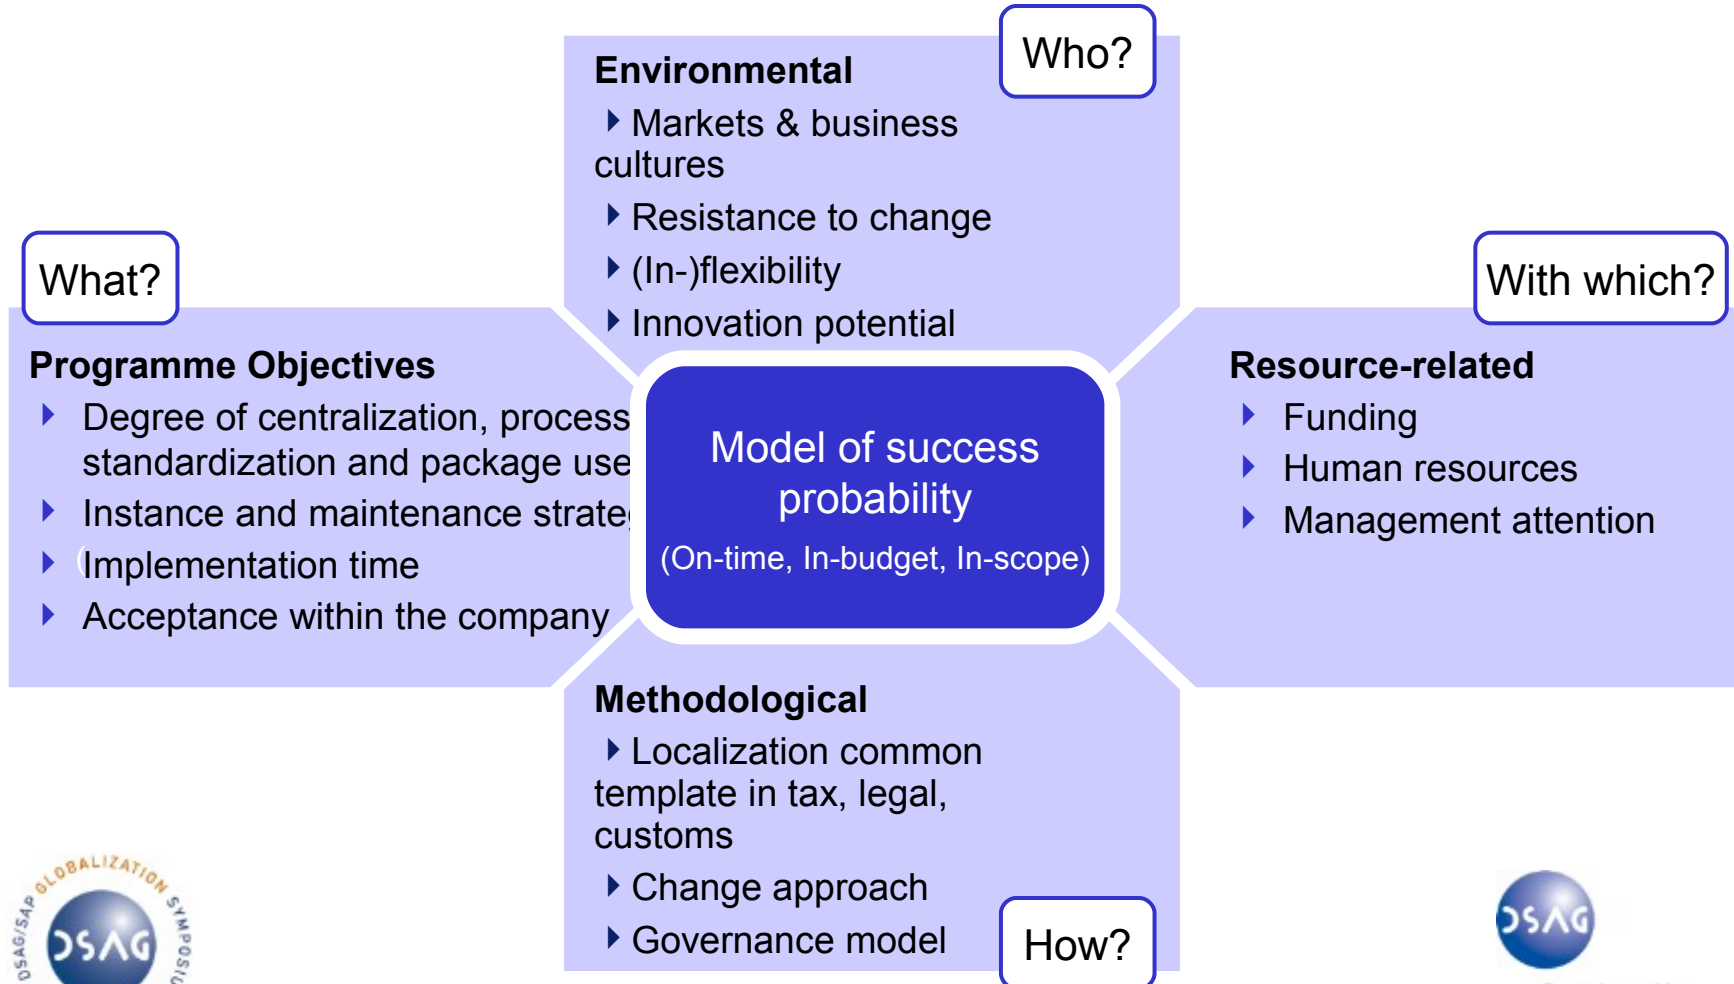 Who?
Environmental
Markets & business
cultures
Resistance to change
(In-)flexibility
Innovation potential
What?
Programme Objectives
Degree of centralization, process
standardization and package use
Instance and maintenance
(Implementation time
Acceptance within the company
Model of success
probability
(On-time, In-budget, In-scope)
With which?
Resource-related
Funding
Human resources
Management attention
Methodological
Localization common
template in tax, legal,
customs
Change approach
Governance model
How?
DSAG/SAP GLOBALIZATION
DSAG
DSAG